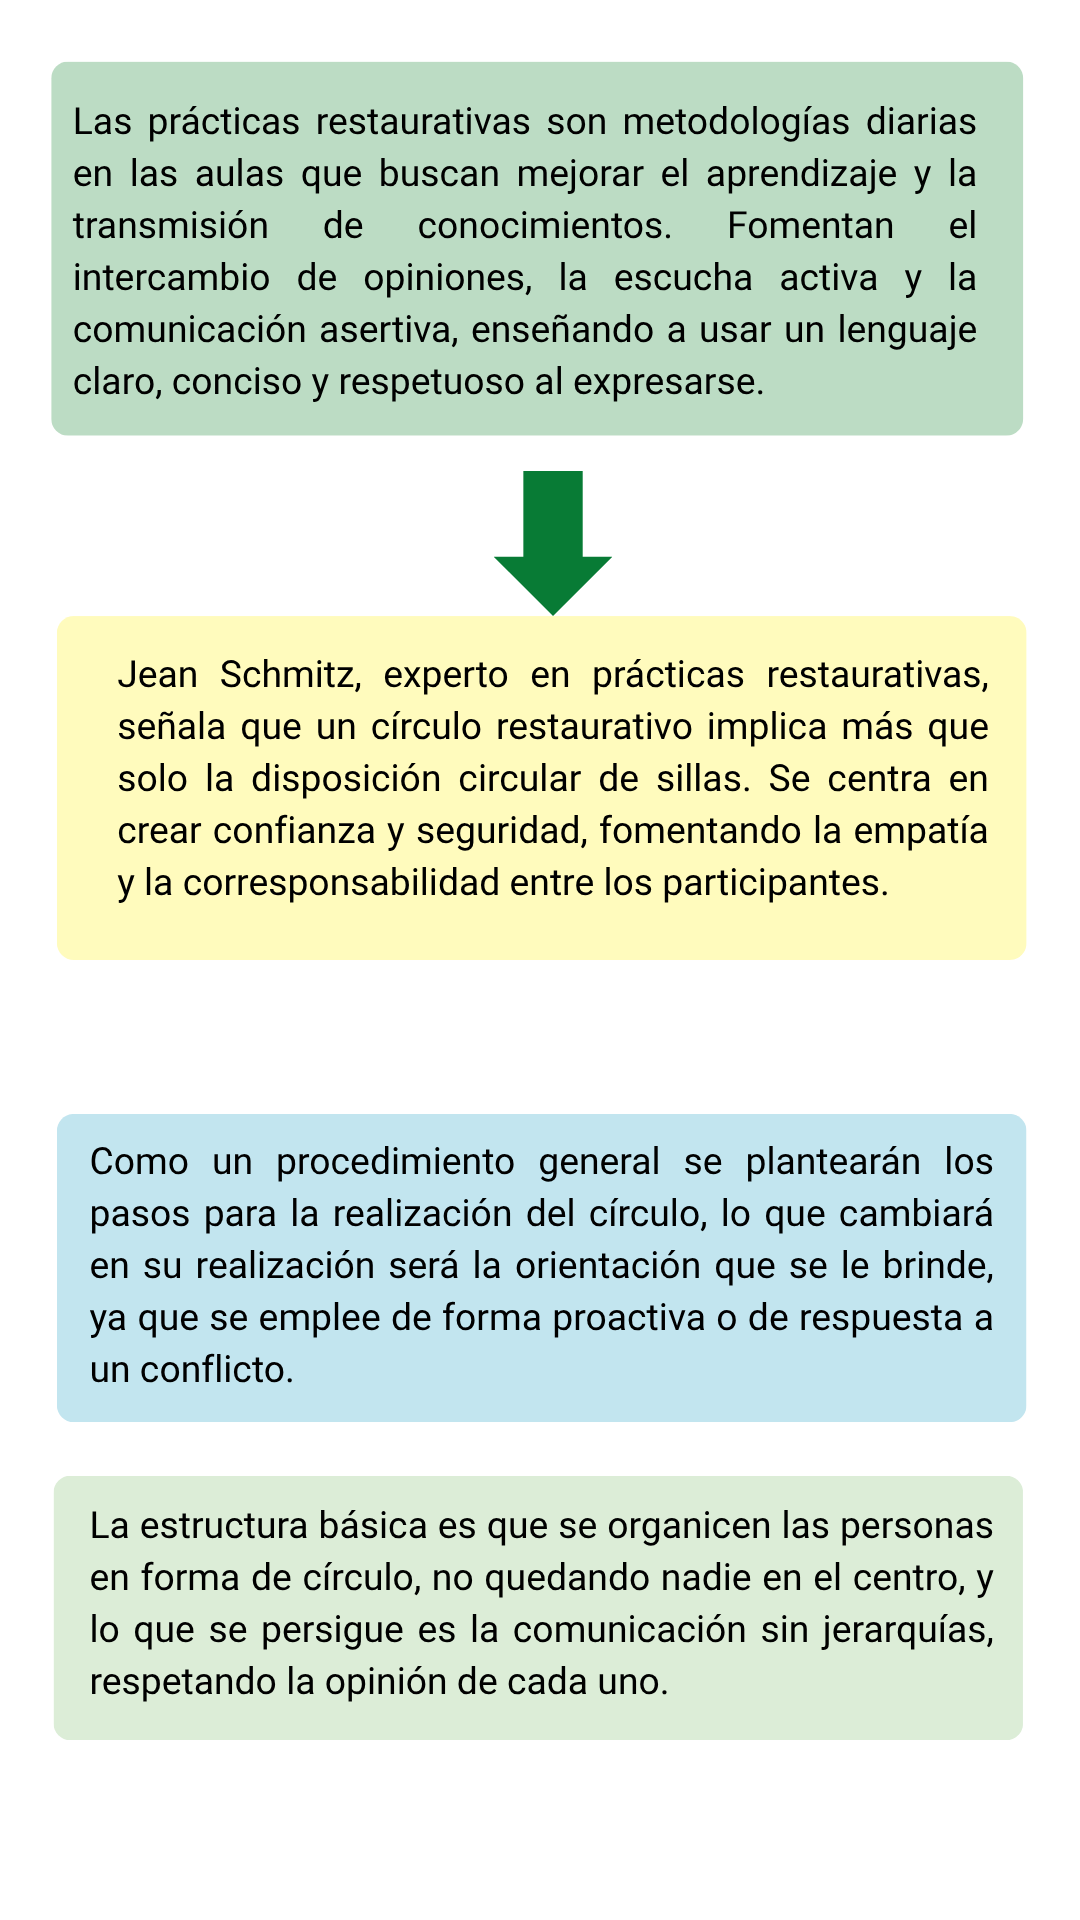 Las prácticas restaurativas son metodologías diarias
en las aulas que buscan mejorar el aprendizaje y la
transmisión de conocimientos. Fomentan el
intercambio de opiniones, la escucha activa y la
comunicación asertiva, enseñando a usar un lenguaje
claro, conciso y respetuoso al expresarse.
Jean Schmitz, experto en prácticas restaurativas,
señala que un círculo restaurativo implica más que
solo la disposición circular de sillas. Se centra en
crear confianza y seguridad, fomentando la empatía
y la corresponsabilidad entre los participantes.
Como un procedimiento general se plantearán los
pasos para la realización del círculo, lo que cambiará
en su realización será la orientación que se le brinde,
ya que se emplee de forma proactiva o de respuesta a
un conflicto.
La estructura básica es que se organicen las personas
en forma de círculo, no quedando nadie en el centro, y
lo que se persigue es la comunicación sin jerarquías,
respetando la opinión de cada uno.